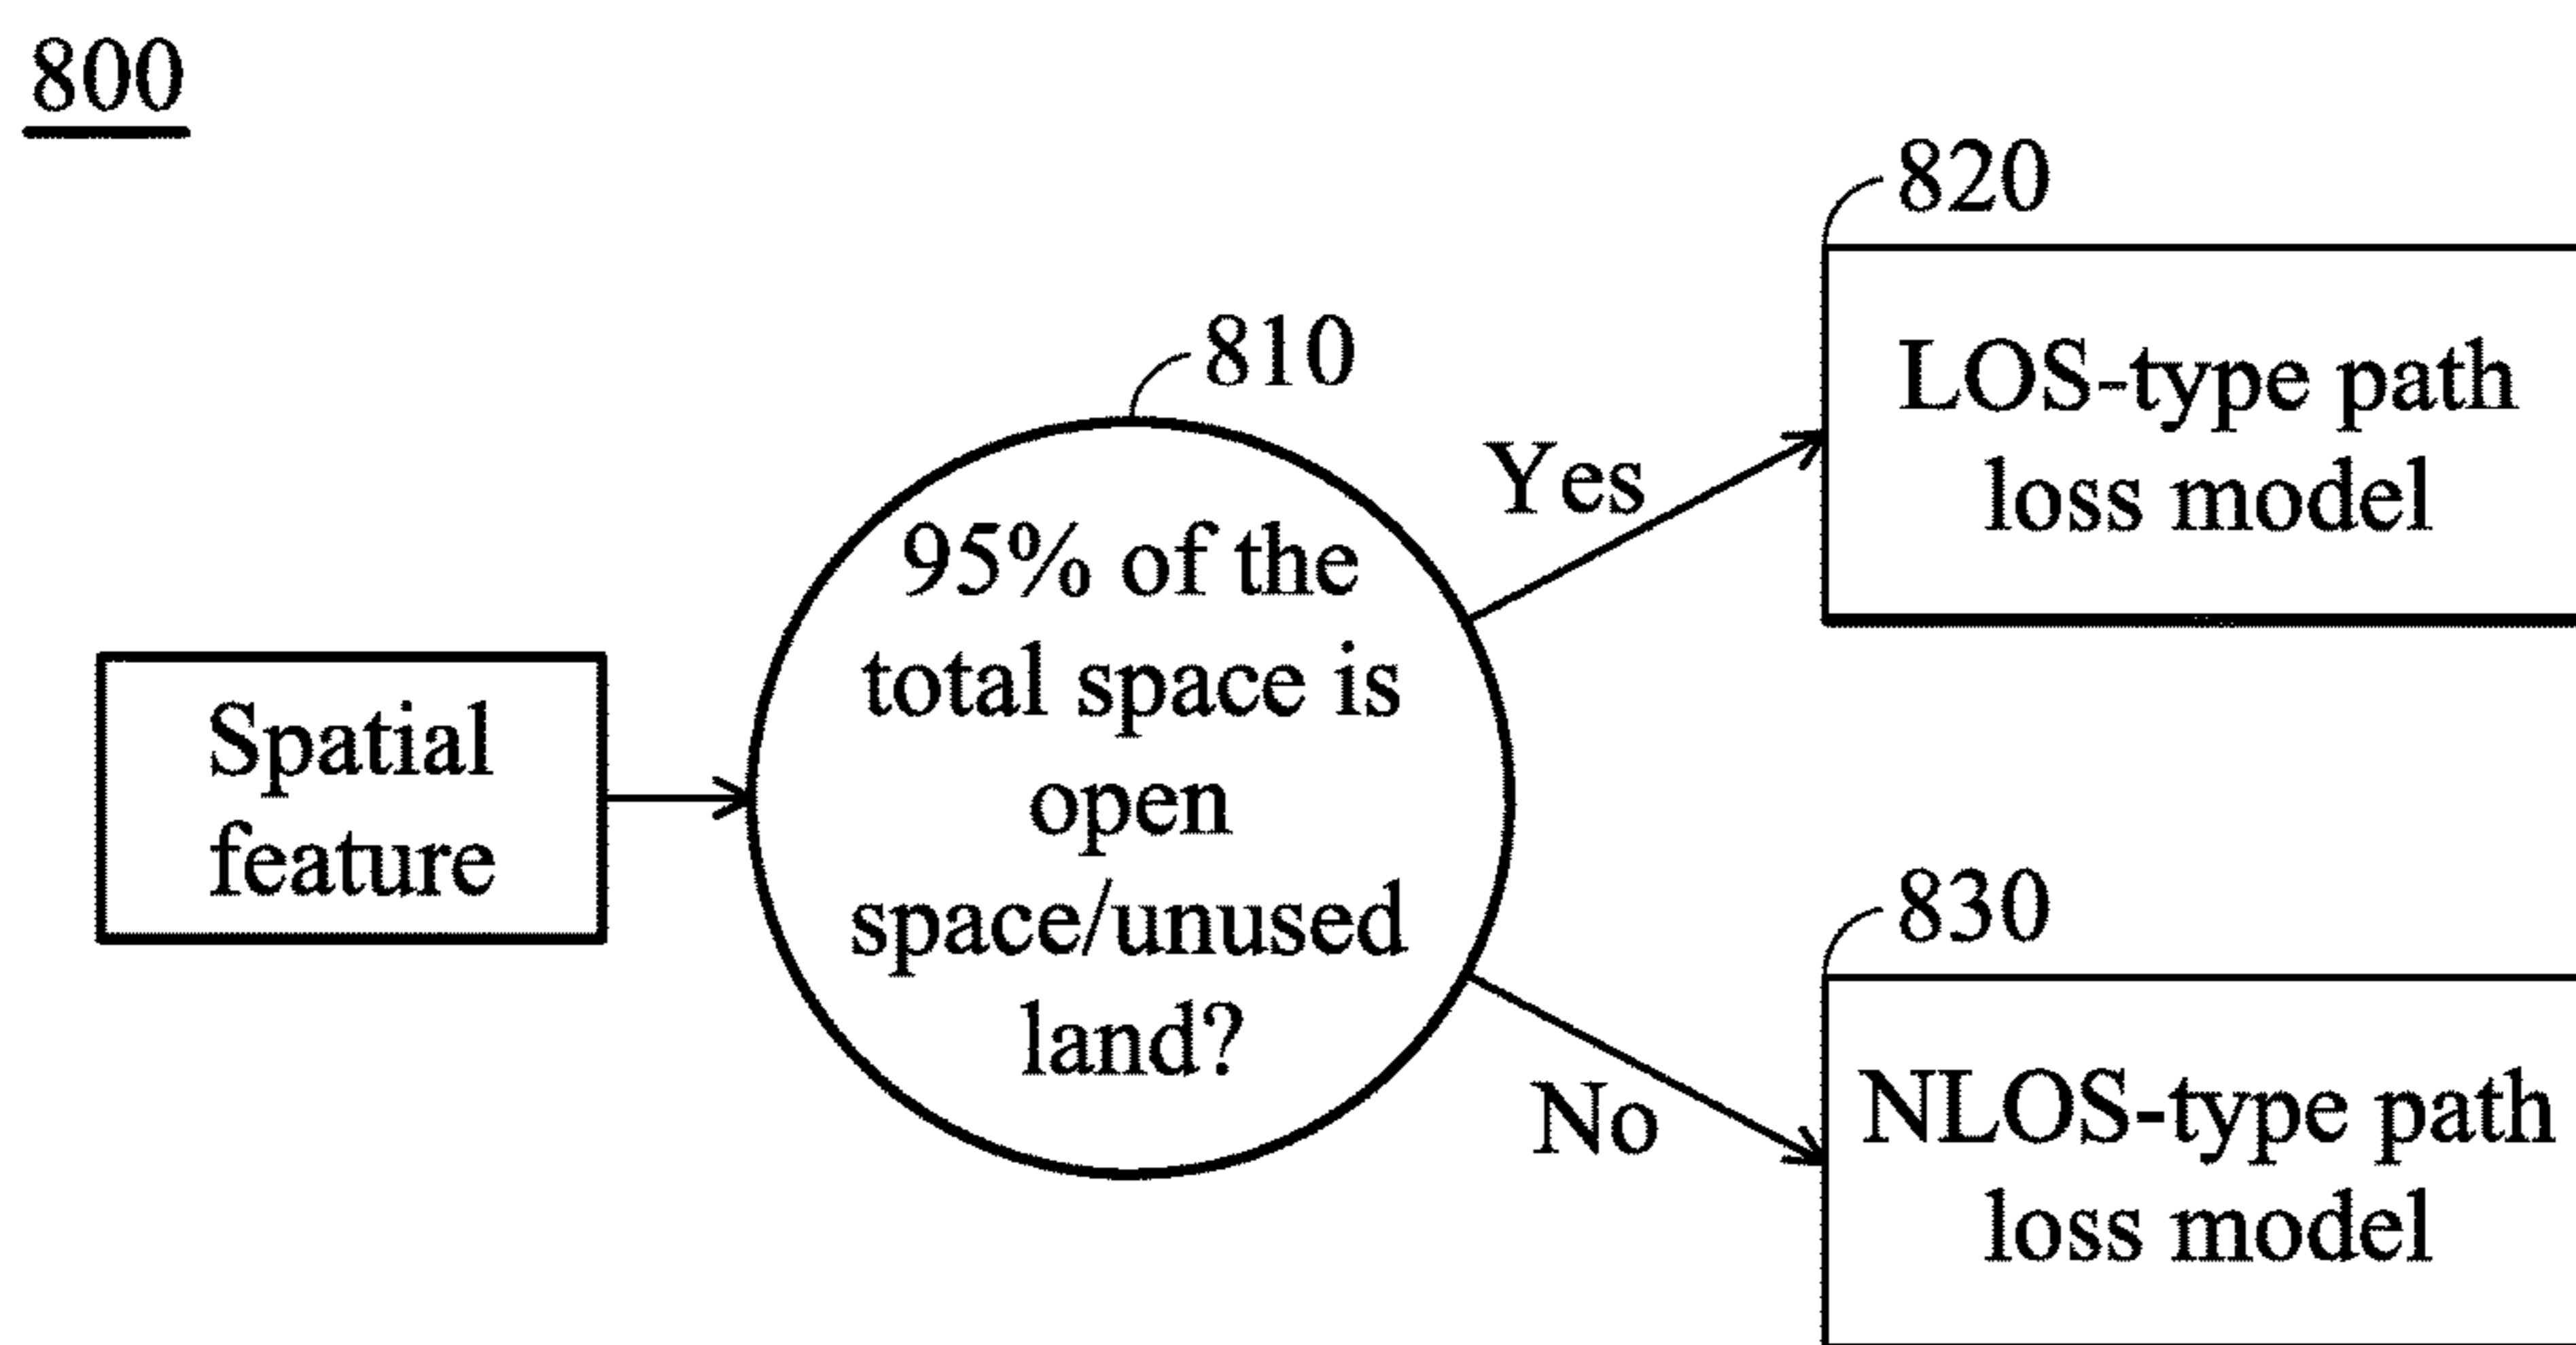 800
Spatial
feature
810
95% of the
total space is
open
space/unused
land?
Yes
No
820
LOS-type path
loss model
830
NLOS-type path
loss model